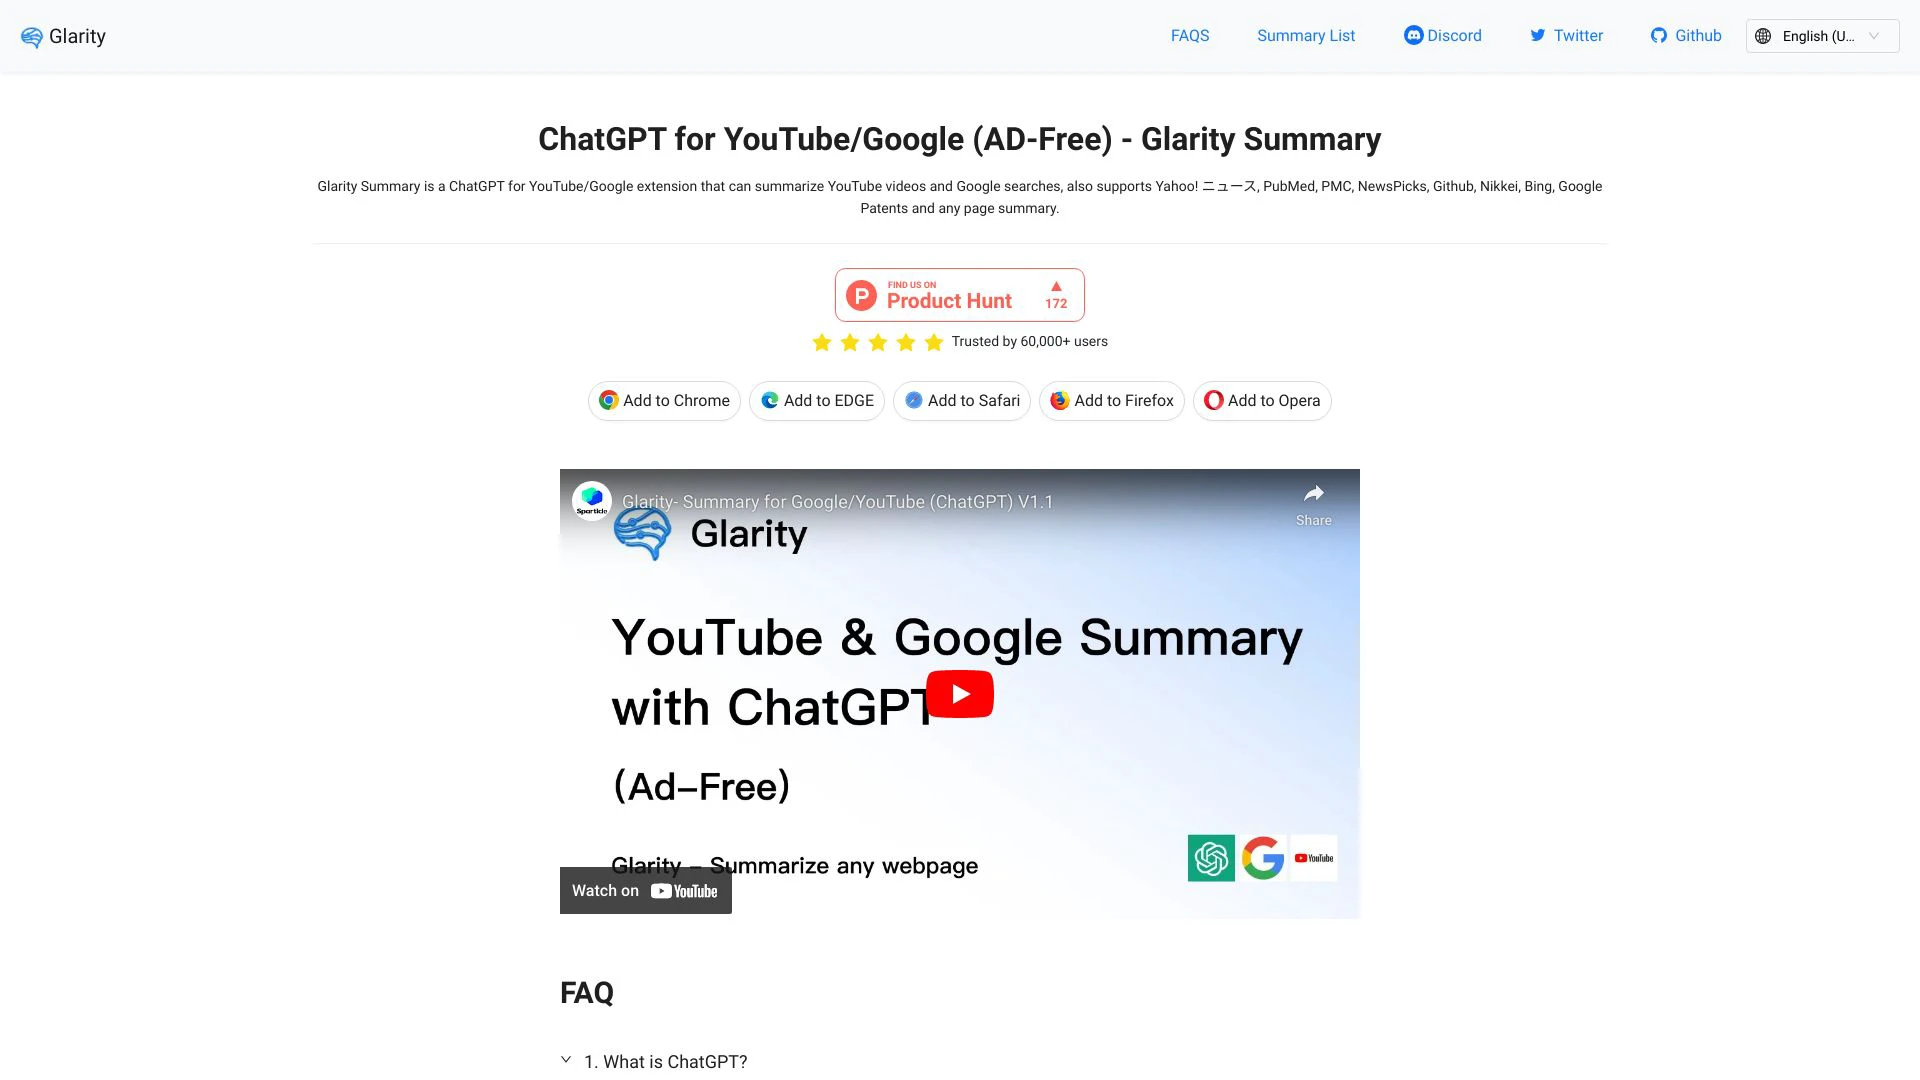 Glarity
FAQS
Summary List
Discord
Twitter
Github
English (U...
ChatGPT for YouTube/Google (AD-Free) - Glarity Summary
Glarity Summary is a ChatGPT for YouTube/Google extension that can summarize YouTube videos and Google searches, also supports Yahoo! ニュース, PubMed, PMC, NewsPicks, Github, Nikkei, Bing, Google
Patents and any page summary.
FIND US ON
Product Hunt
172
Trusted by 60,000+ users
Add to Chrome
Add to EDGE
Add to Safari
Add to Firefox
Add to Opera
Sparticle
Glarity- Summary for Google/YouTube (ChatGPT) V1.1
Share
Glarity
YouTube & Google Summary
with ChatGPT
(Ad-Free)
Glarity – Summarize any webpage
YouTube
Watch on YouTube
FAQ
1. What is ChatGPT?